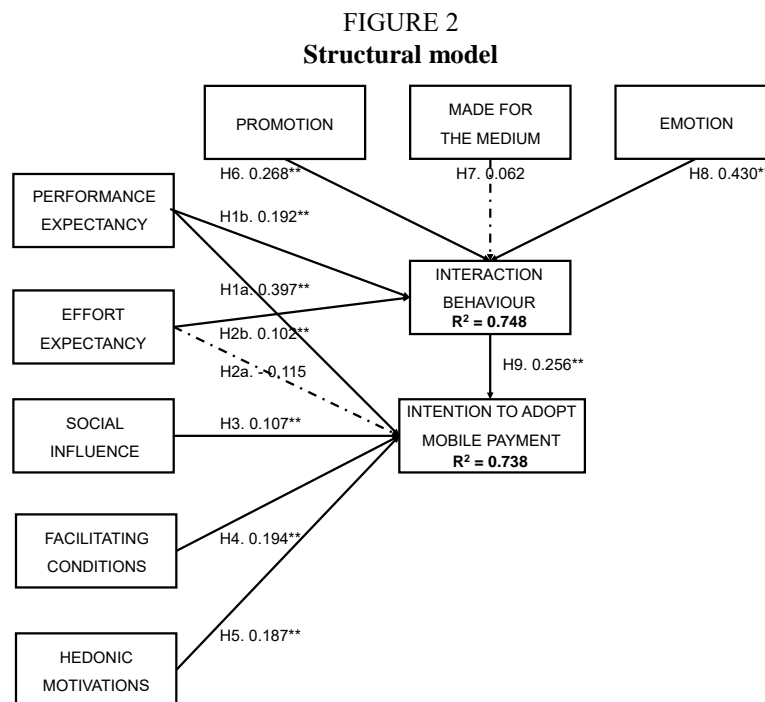 FIGURE 2
Structural model
PROMOTION
MADE FOR
THE MEDIUM
EMOTION
H6. 0.268**
H7. 0.062
H8. 0.430*
PERFORMANCE
EXPECTANCY
H1b. 0.192**
INTERACTION
BEHAVIOUR
R² = 0.748
H1a. 0.397**
EFFORT
EXPECTANCY
H2b. 0.102**
H2a. - 0.115
H9. 0.256**
SOCIAL
INFLUENCE
H3. 0.107**
INTENTION TO ADOPT
MOBILE PAYMENT
R² = 0.738
FACILITATING
CONDITIONS
H4. 0.194**
HEDONIC
MOTIVATIONS
H5. 0.187**